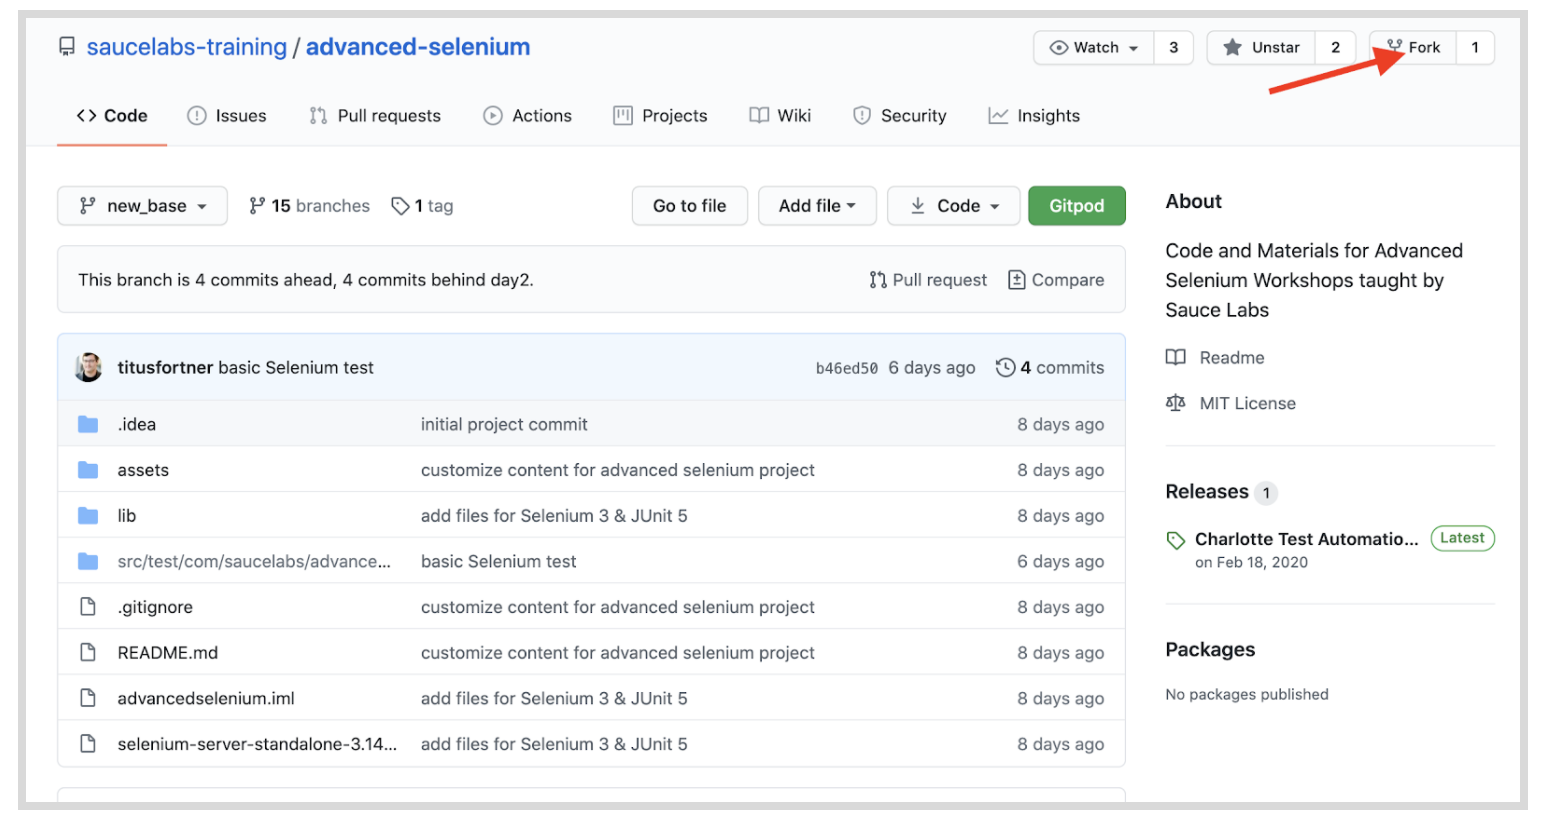 saucelabs-training / advanced-selenium
Watch 3 Unstar 2 Fork 1
Code Issues Pull requests Actions Projects Wiki Security Insights
new_base 15 branches 1 tag Go to file Add file Code Gitpod
This branch is 4 commits ahead, 4 commits behind day2. Pull request Compare
titusfortner basic Selenium test b46ed50 6 days ago 4 commits
.idea initial project commit 8 days ago
assets customize content for advanced selenium project 8 days ago
lib add files for Selenium 3 & JUnit 5 8 days ago
src/test/com/saucelabs/advance... basic Selenium test 6 days ago
.gitignore customize content for advanced selenium project 8 days ago
README.md customize content for advanced selenium project 8 days ago
advancedselenium.iml add files for Selenium 3 & JUnit 5 8 days ago
selenium-server-standalone-3.14... add files for Selenium 3 & JUnit 5 8 days ago
About
Code and Materials for Advanced
Selenium Workshops taught by
Sauce Labs
Readme
MIT License
Releases 1
Charlotte Test Automatio... Latest
on Feb 18, 2020
Packages
No packages published